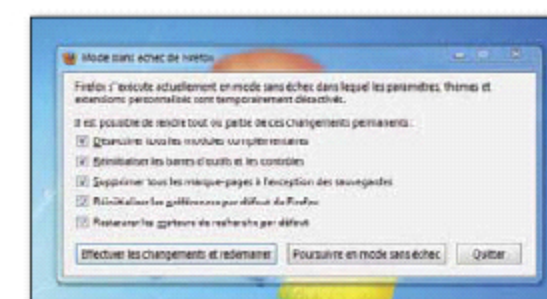 Mode sans échec de Firefox
Firefox s'exécute actuellement en mode sans échec dans lequel les paramètres, thèmes et
extensions personnalisés sont temporairement désactivés.
Il est possible de rendre tout ou partie de ces changements permanents :
Désactiver tous les modules complémentaires
Réinitialiser les barres d'outils et les contrôles
Supprimer tous les marque-pages à l'exception des sauvegardes
Réinitialiser les préférences par défaut de Firefox
Restaurer les moteurs de recherche par défaut
Effectuer les changements et redémarrer Poursuivre en mode sans échec Quitter